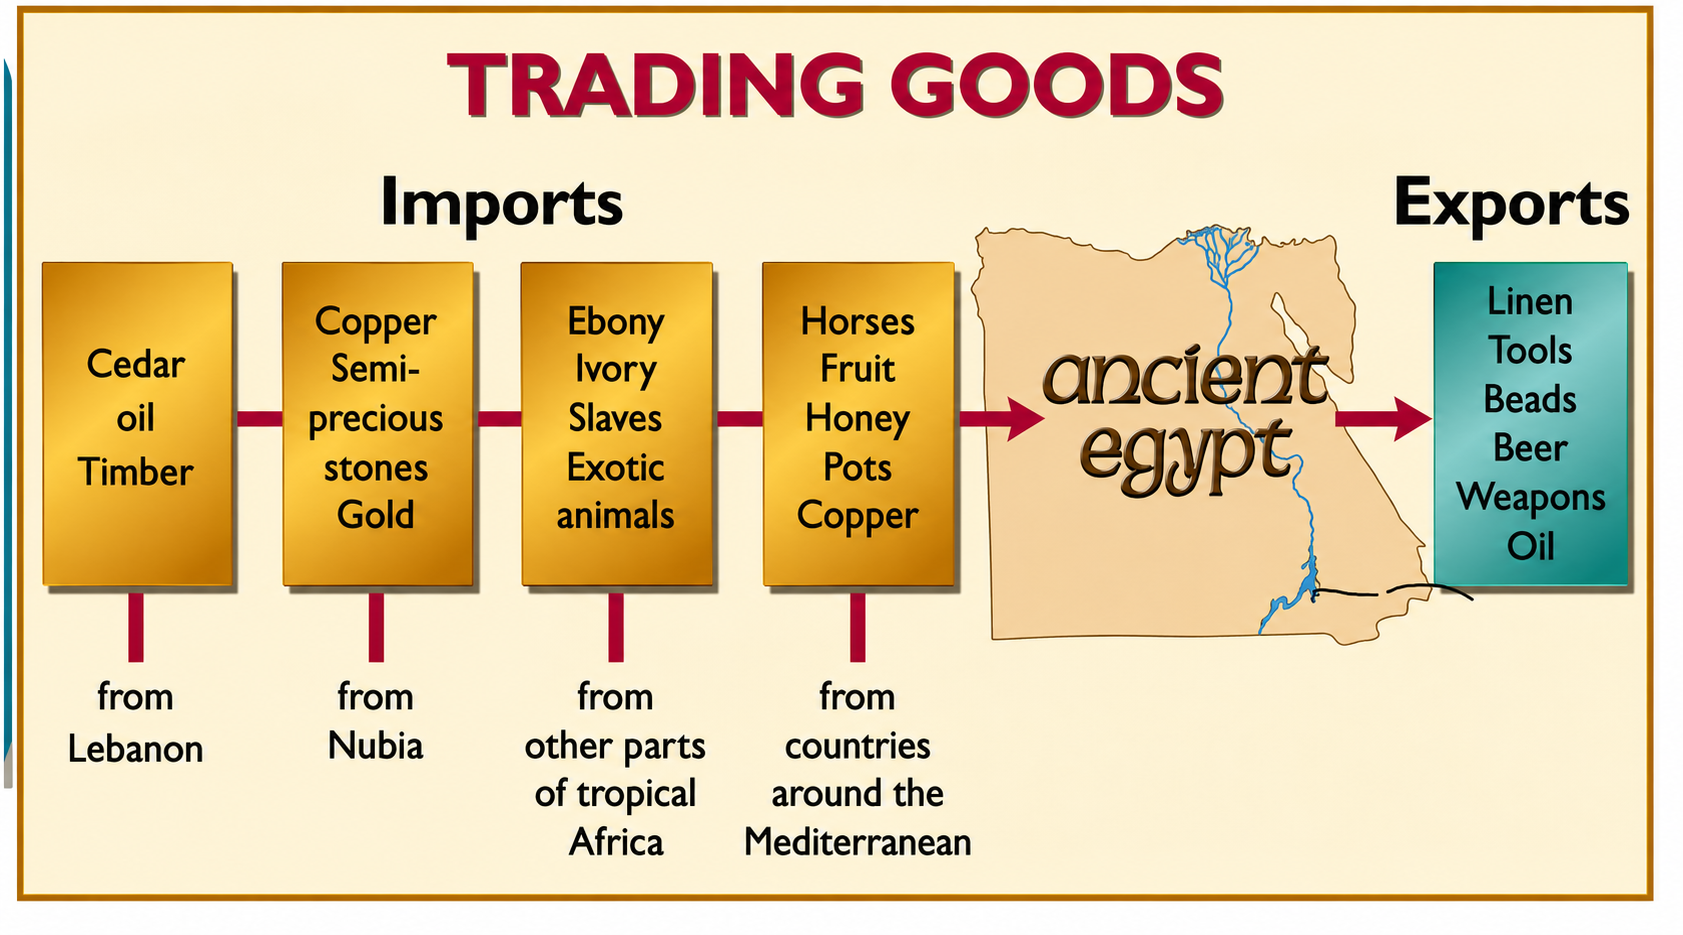 TRADING GOODS
Imports
Exports
Cedar
oil
Timber
Copper
Semi-
precious
stones
Gold
Ebony
Ivory
Slaves
Exotic
animals
Horses
Fruit
Honey
Pots
Copper
ancient
egypt
Linen
Tools
Beads
Beer
Weapons
Oil
from
Lebanon
from
Nubia
from
other parts
of tropical
Africa
from
countries
around the
Mediterranean